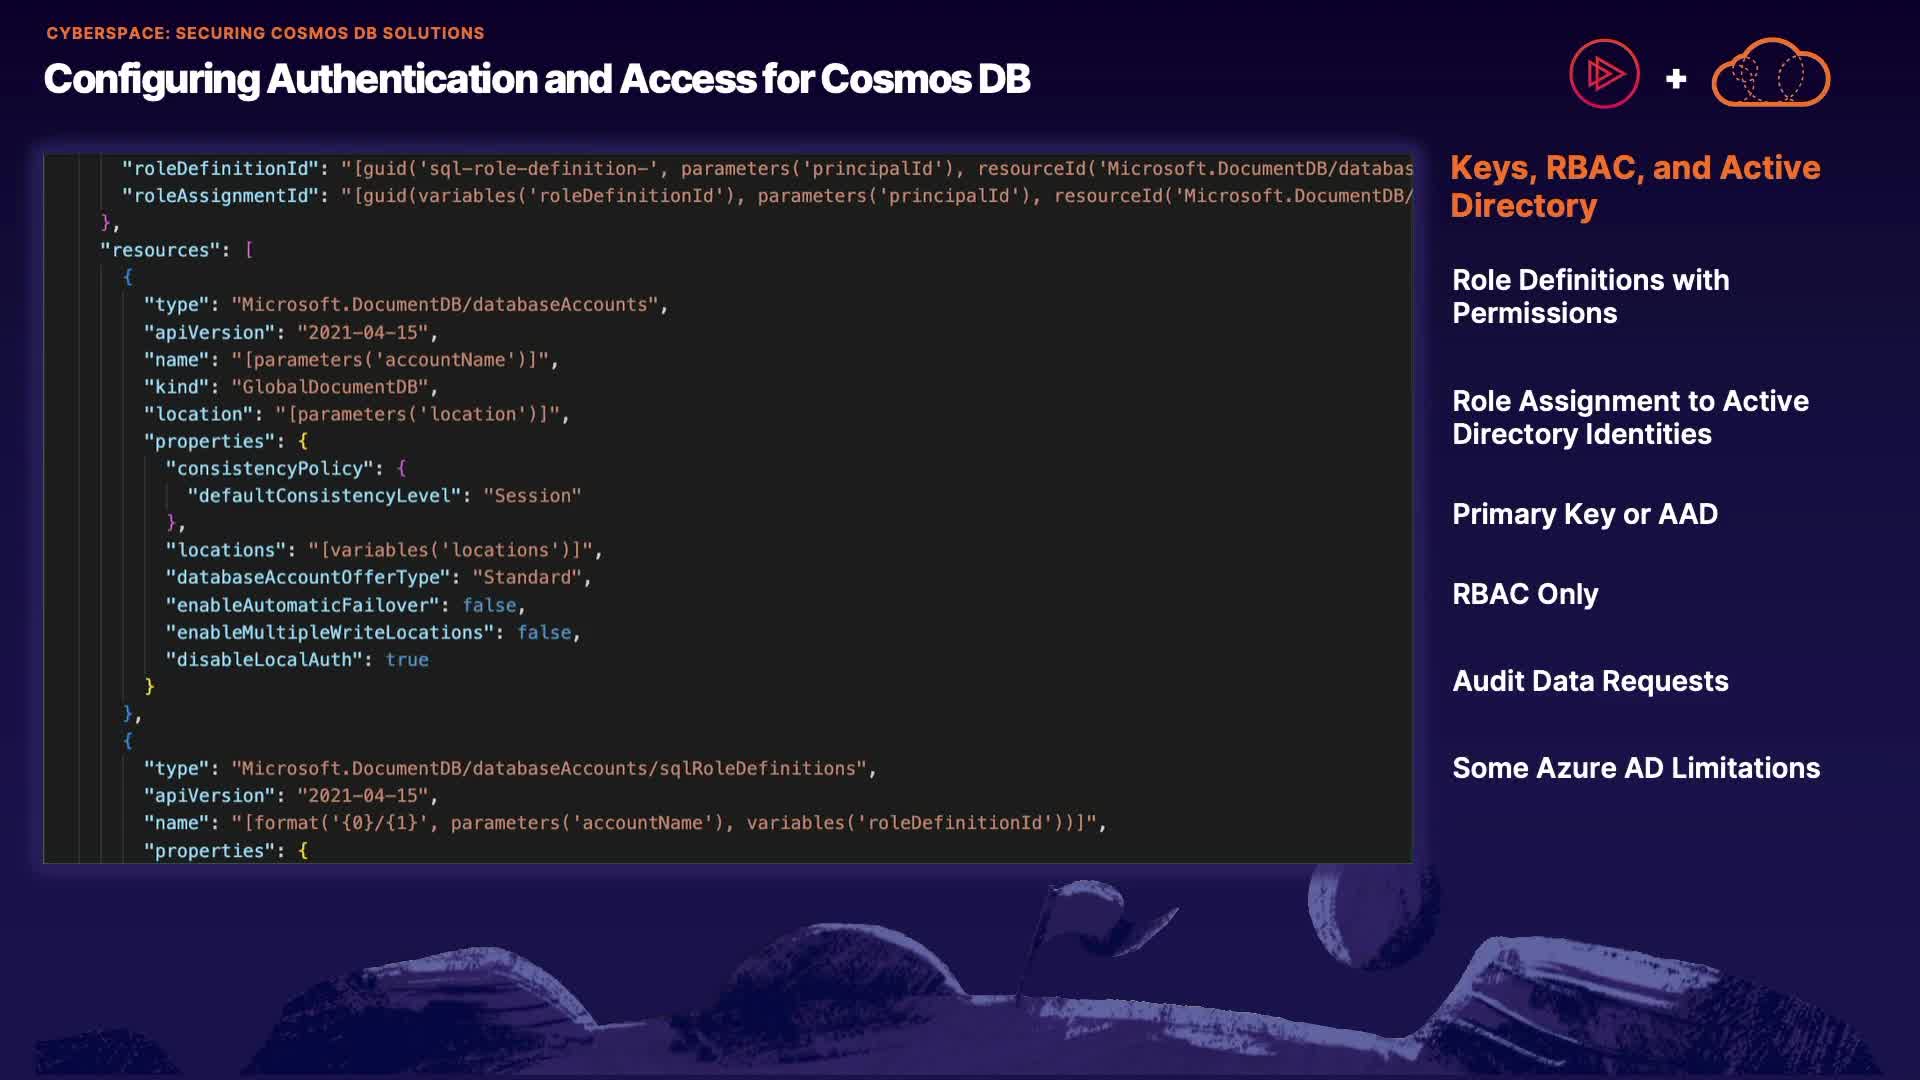 CYBERSPACE: SECURING COSMOS DB SOLUTIONS
Configuring Authentication and Access for Cosmos DB
+
"roleDefinitionId": "[guid('sql-role-definition-', parameters('principalId'), resourceId('Microsoft.DocumentDB/databas
"roleAssignmentId": "[guid(variables('roleDefinitionId'), parameters('principalId'), resourceId('Microsoft.DocumentDB/
},
"resources": [
{
"type": "Microsoft.DocumentDB/databaseAccounts",
"apiVersion": "2021-04-15",
"name": "[parameters('accountName')]",
"kind": "GlobalDocumentDB",
"location": "[parameters('location')]",
"properties": {
"consistencyPolicy": {
"defaultConsistencyLevel": "Session"
},
"locations": "[variables('locations')]",
"databaseAccountOfferType": "Standard",
"enableAutomaticFailover": false,
"enableMultipleWriteLocations": false,
"disableLocalAuth": true
}
},
{
"type": "Microsoft.DocumentDB/databaseAccounts/sqlRoleDefinitions",
"apiVersion": "2021-04-15",
"name": "[format('{0}/{1}', parameters('accountName'), variables('roleDefinitionId'))]",
"properties": {
Keys, RBAC, and Active
Directory
Role Definitions with
Permissions
Role Assignment to Active
Directory Identities
Primary Key or AAD
RBAC Only
Audit Data Requests
Some Azure AD Limitations